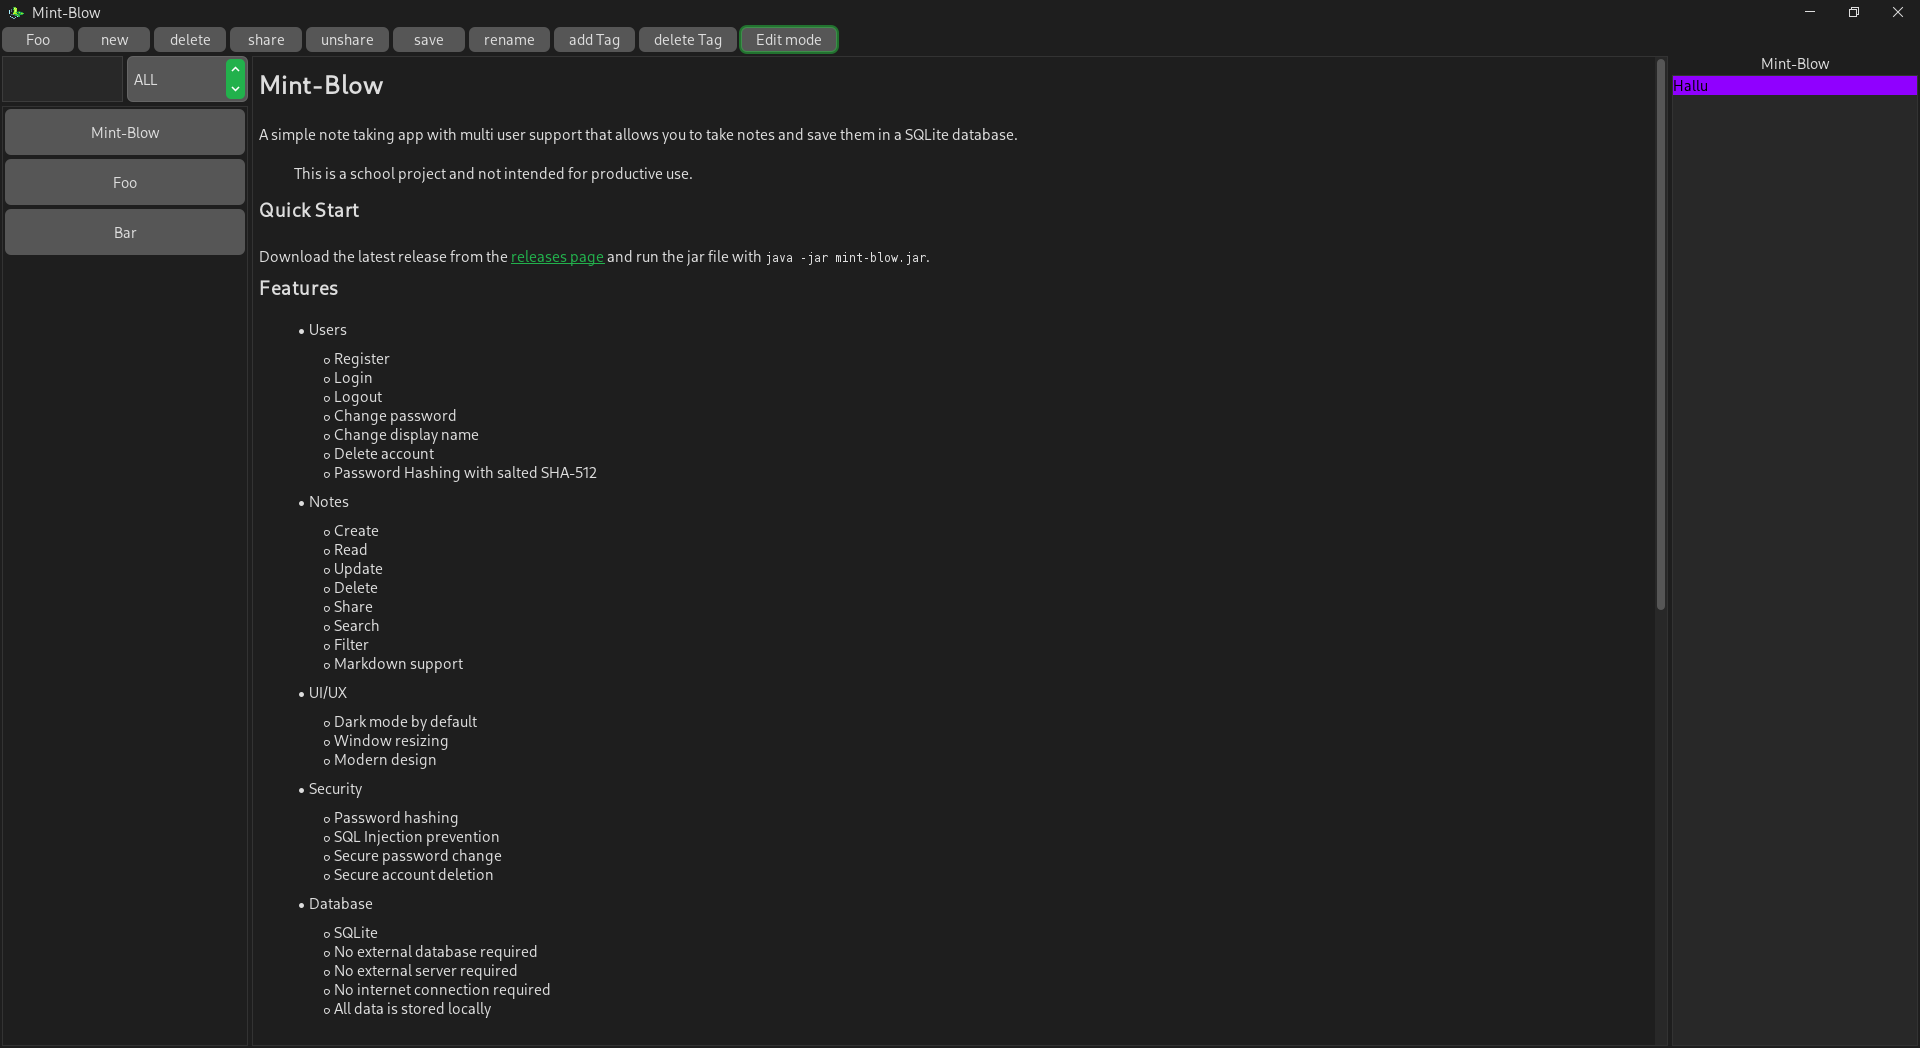 Mint-Blow
Foo new delete share unshare save rename add Tag delete Tag Edit mode
ALL
Mint-Blow
Foo
Bar
Mint-Blow
A simple note taking app with multi user support that allows you to take notes and save them in a SQLite database.
This is a school project and not intended for productive use.
Quick Start
Download the latest release from the releases page and run the jar file with java -jar mint-blow.jar.
Features
• Users
Register
Login
Logout
Change password
Change display name
Delete account
Password Hashing with salted SHA-512
• Notes
Create
Read
Update
Delete
Share
Search
Filter
Markdown support
• UI/UX
Dark mode by default
Window resizing
Modern design
• Security
Password hashing
SQL Injection prevention
Secure password change
Secure account deletion
• Database
SQLite
No external database required
No external server required
No internet connection required
All data is stored locally
Mint-Blow
Hallu